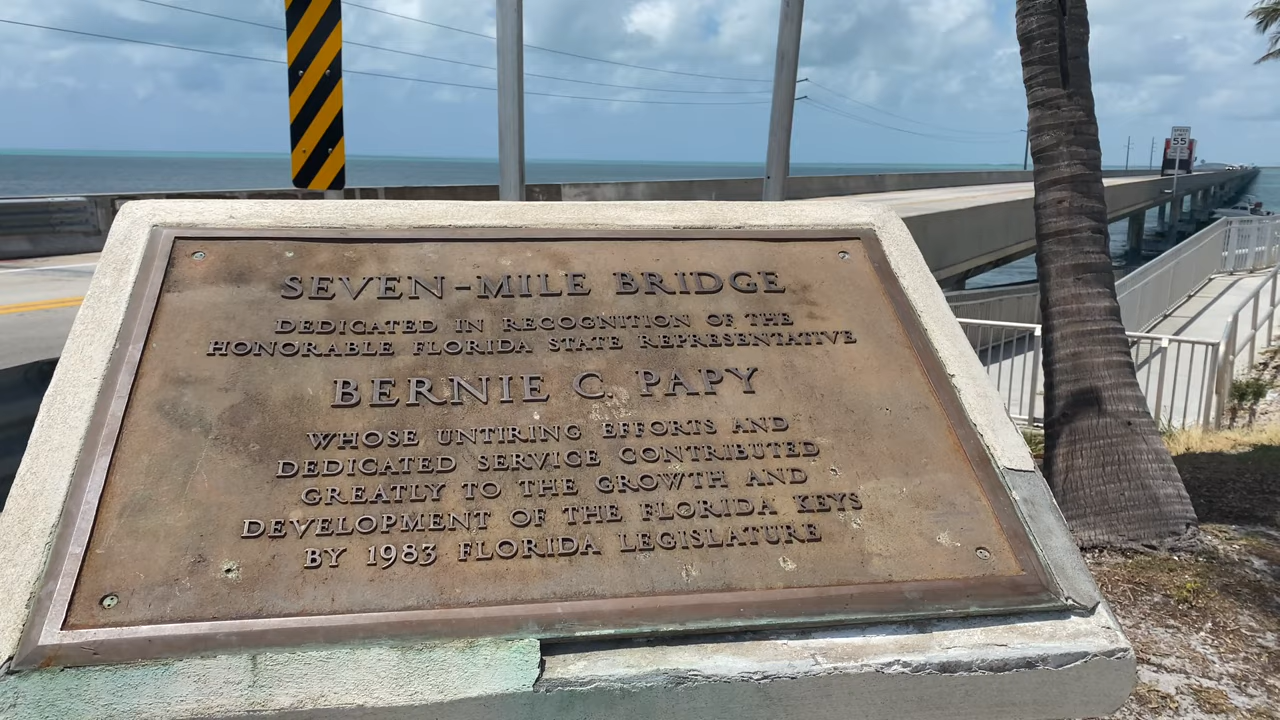 SPEED
LIMIT
55
SEVEN-MILE BRIDGE
DEDICATED IN RECOGNITION OF THE
HONORABLE FLORIDA STATE REPRESENTATIVE
BERNIE C. PAPY
WHOSE UNTIRING EFFORTS AND
DEDICATED SERVICE CONTRIBUTED
GREATLY TO THE GROWTH AND
DEVELOPMENT OF THE FLORIDA KEYS
BY 1983 FLORIDA LEGISLATURE